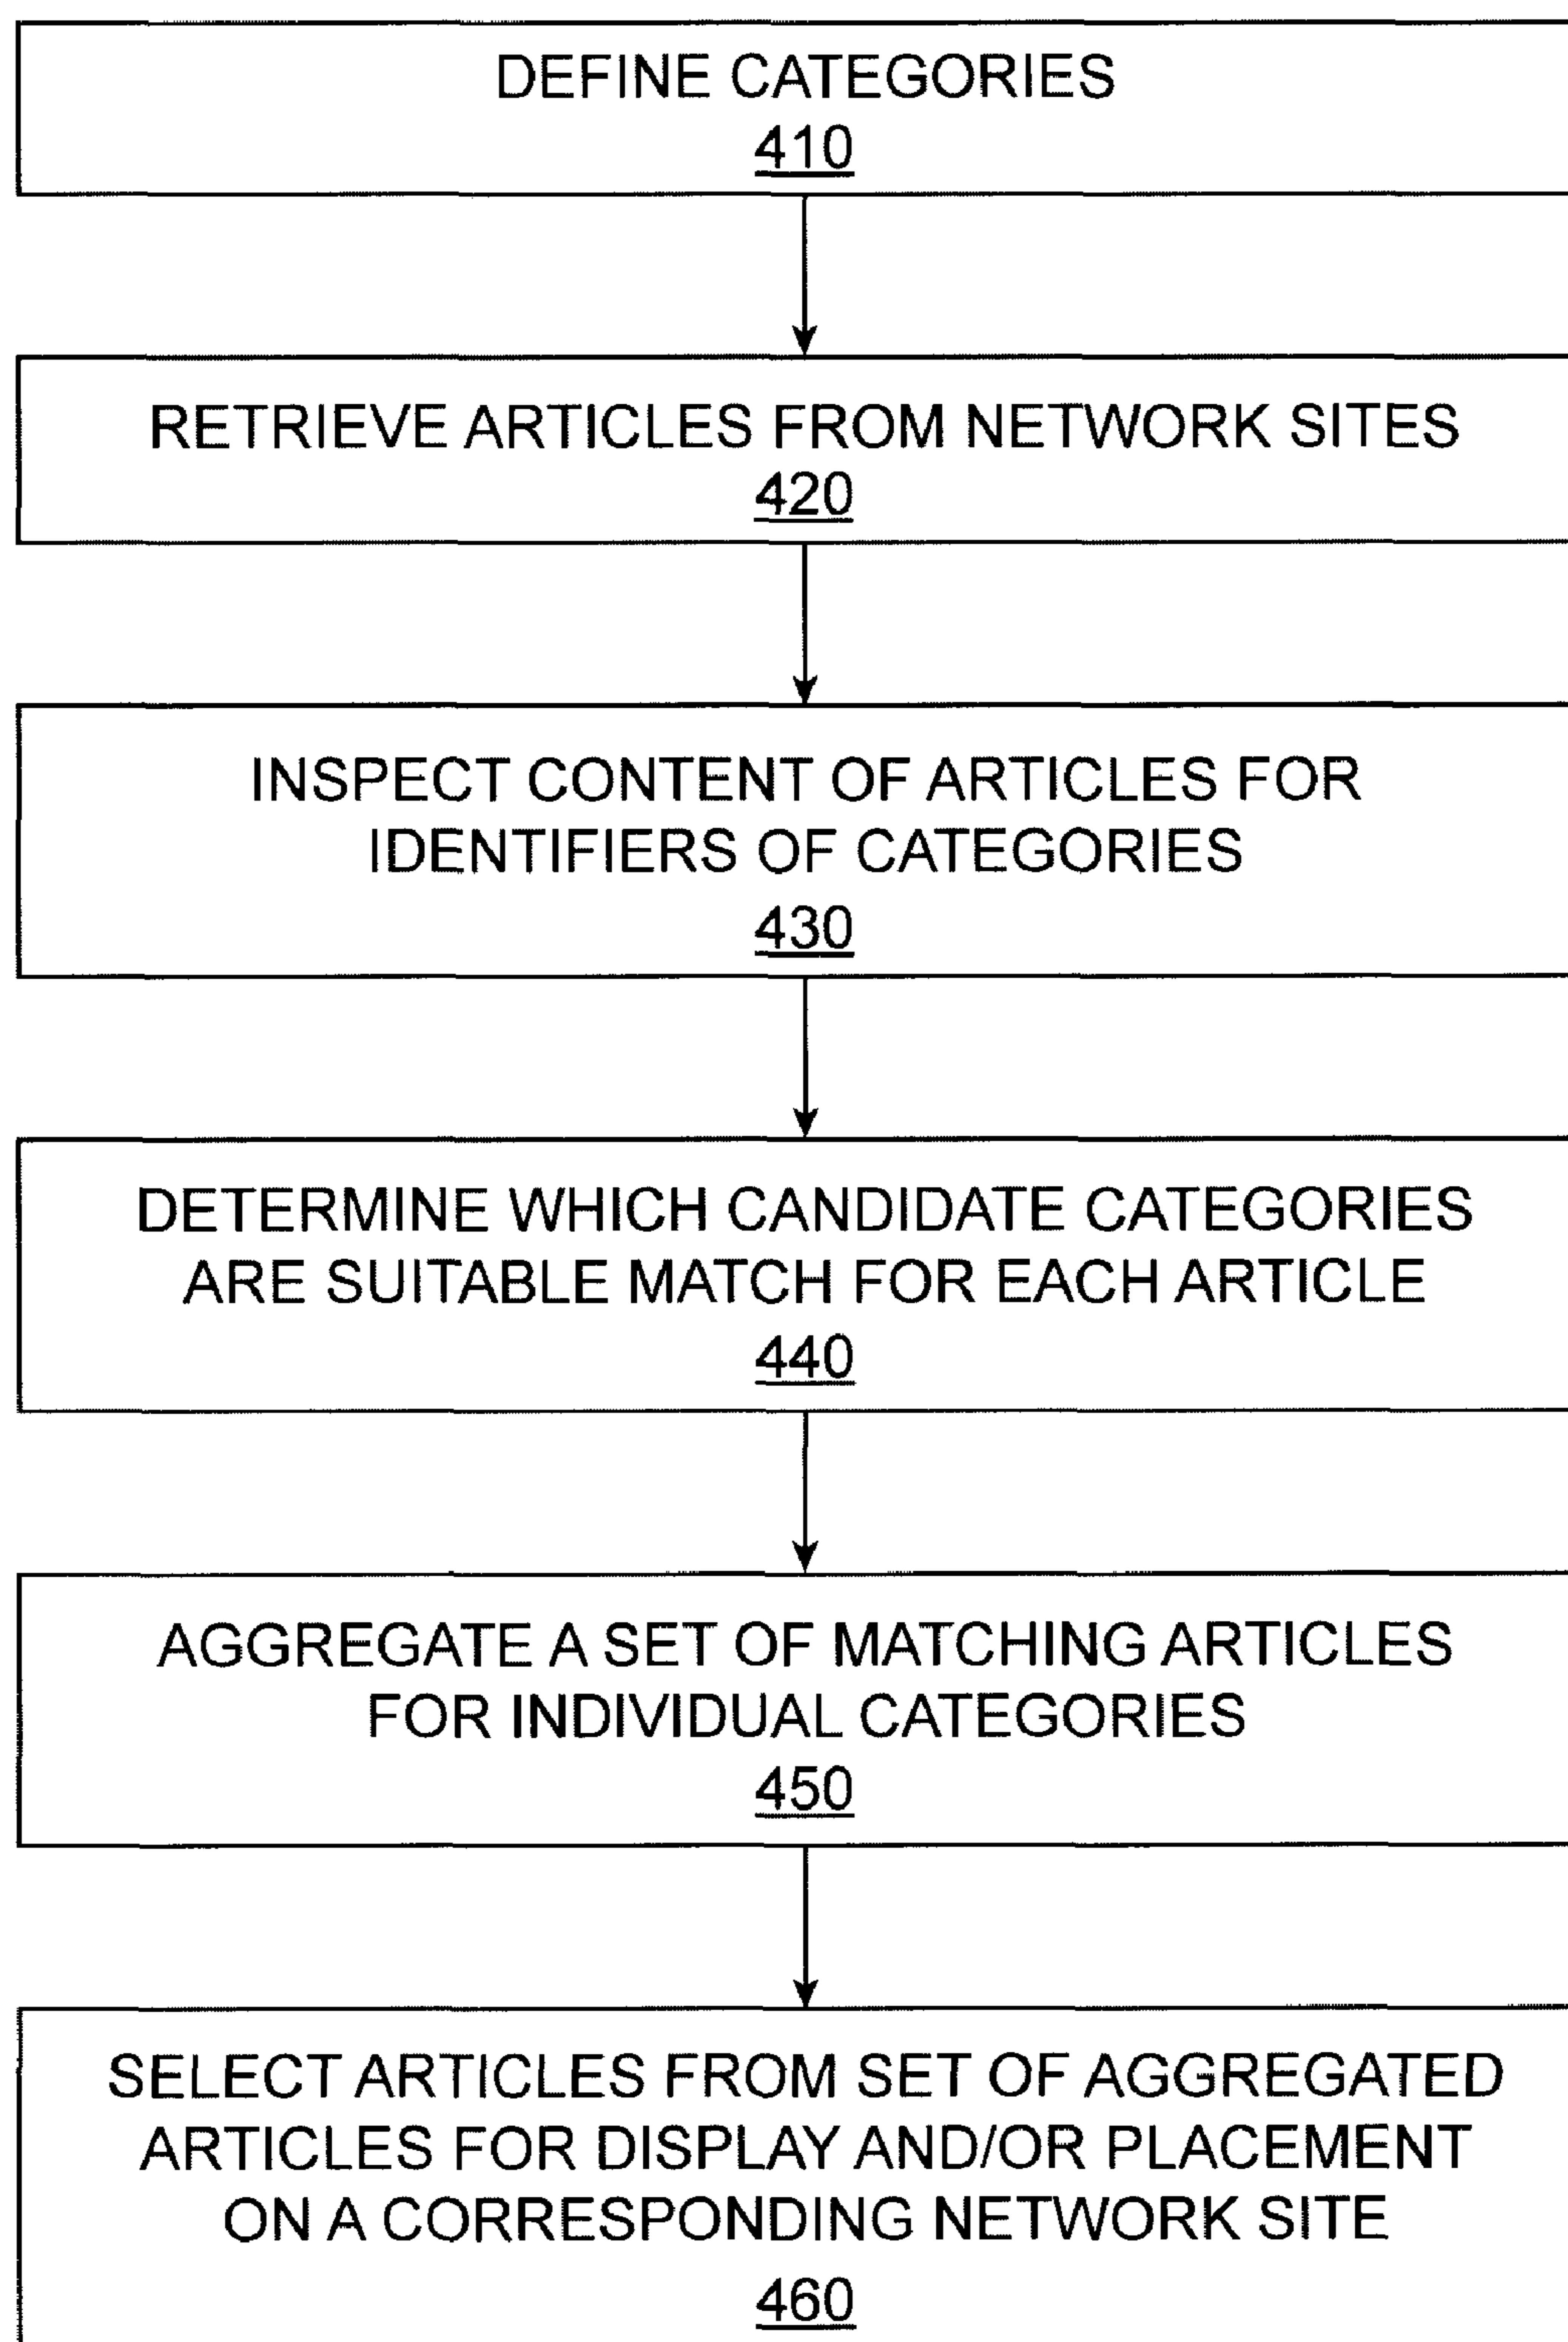 DEFINE CATEGORIES
410
RETRIEVE ARTICLES FROM NETWORK SITES
420
INSPECT CONTENT OF ARTICLES FOR
IDENTIFIERS OF CATEGORIES
430
DETERMINE WHICH CANDIDATE CATEGORIES
ARE SUITABLE MATCH FOR EACH ARTICLE
440
AGGREGATE A SET OF MATCHING ARTICLES
FOR INDIVIDUAL CATEGORIES
450
SELECT ARTICLES FROM SET OF AGGREGATED
ARTICLES FOR DISPLAY AND/OR PLACEMENT
ON A CORRESPONDING NETWORK SITE
460